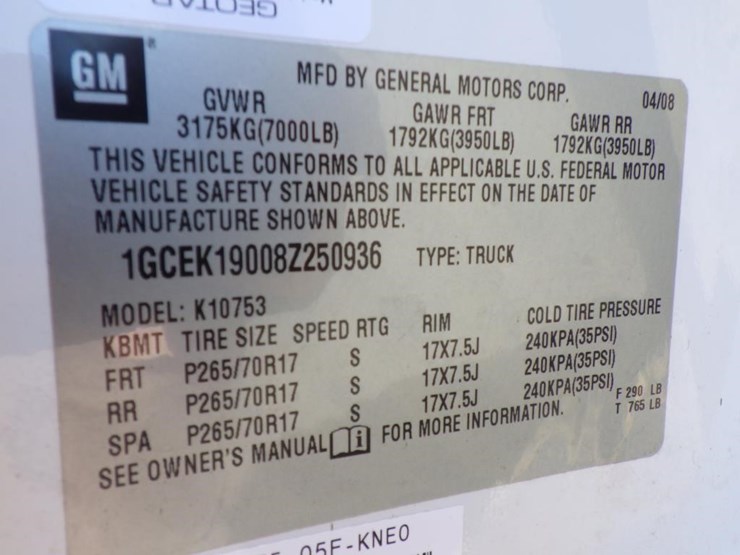 GM ®
MFD BY GENERAL MOTORS CORP. 04/08
GVWR GAWR FRT GAWR RR
3175KG(7000LB) 1792KG(3950LB) 1792KG(3950LB)
THIS VEHICLE CONFORMS TO ALL APPLICABLE U.S. FEDERAL MOTOR
VEHICLE SAFETY STANDARDS IN EFFECT ON THE DATE OF
MANUFACTURE SHOWN ABOVE.
1GCEK19008Z250936 TYPE: TRUCK
MODEL: K10753
KBMT TIRE SIZE SPEED RTG RIM COLD TIRE PRESSURE
FRT P265/70R17 S 17X7.5J 240KPA(35PSI)
RR P265/70R17 S 17X7.5J 240KPA(35PSI)
SPA P265/70R17 S 17X7.5J 240KPA(35PSI) F 290 LB
T 765 LB
SEE OWNER'S MANUAL i FOR MORE INFORMATION.
05F-KNEO